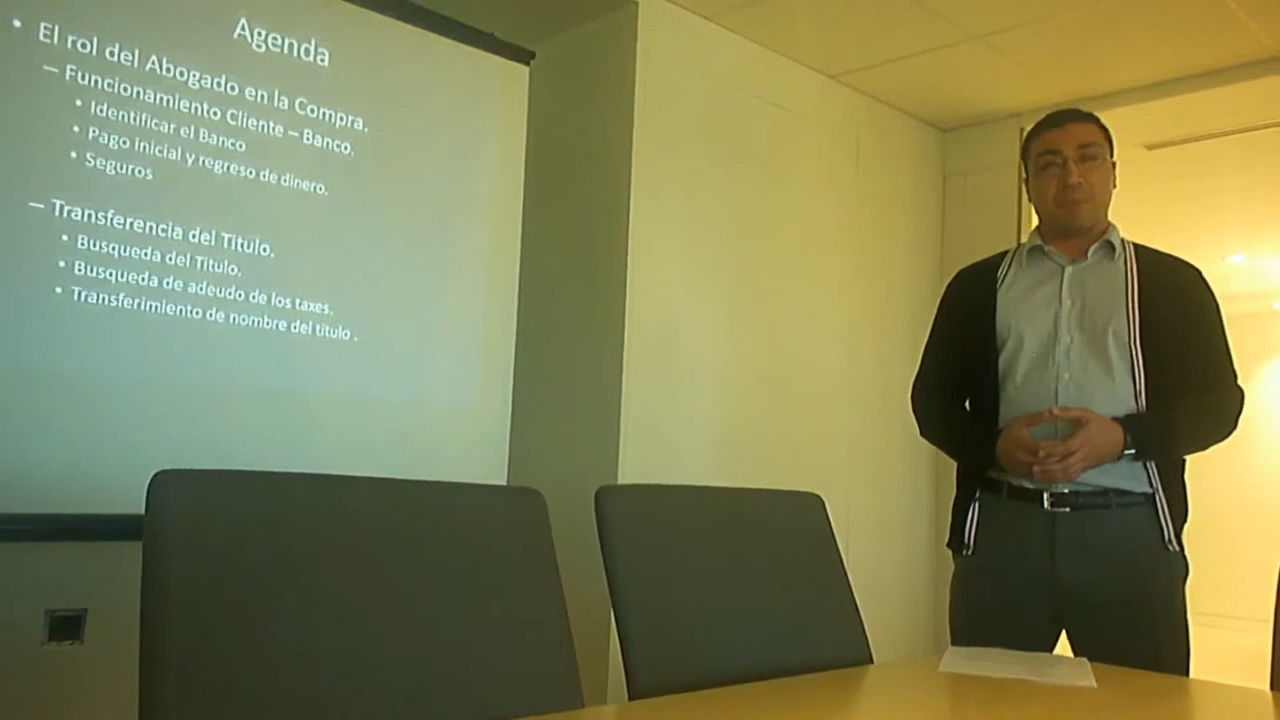 Agenda
• El rol del Abogado en la Compra.
– Funcionamiento Cliente – Banco.
• Identificar el Banco
• Pago inicial y regreso de dinero.
• Seguros
– Transferencia del Titulo.
• Busqueda del Titulo.
• Busqueda de adeudo de los taxes.
• Transferimiento de nombre del titulo .